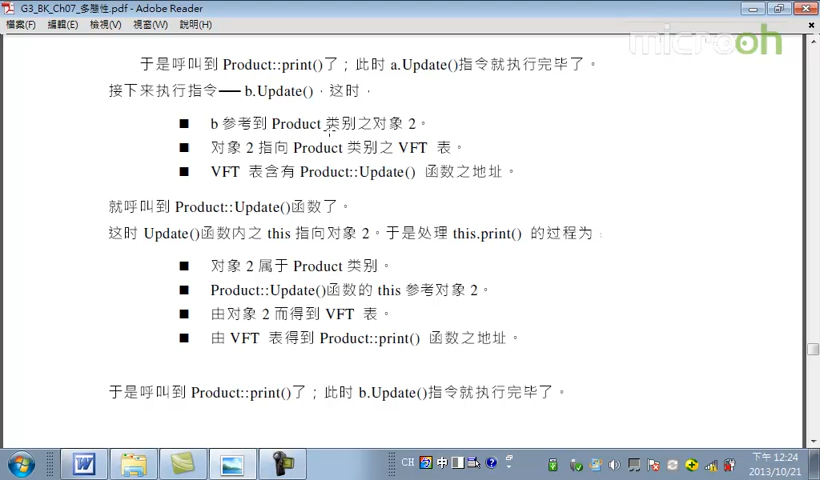 G3_BK_Ch07_多態性.pdf - Adobe Reader
檔案(F) 編輯(E) 檢視(V) 視窗(W) 說明(H)
microoh
于是呼叫到 Product::print()了；此时 a.Update()指令就执行完毕了。
接下来执行指令── b.Update()，这时，
■ b 参考到 Product 类别之对象 2。
■ 对象 2 指向 Product 类别之 VFT 表。
■ VFT 表含有 Product::Update() 函数之地址。
就呼叫到 Product::Update()函数了。
这时 Update()函数内之 this 指向对象 2。于是处理 this.print() 的过程为：
■ 对象 2 属于 Product 类别。
■ Product::Update()函数的 this 参考对象 2。
■ 由对象 2 而得到 VFT 表。
■ 由 VFT 表得到 Product::print() 函数之地址。
于是呼叫到 Product::print()了；此时 b.Update()指令就执行完毕了。
CH 中
下午 12:24
2013/10/21